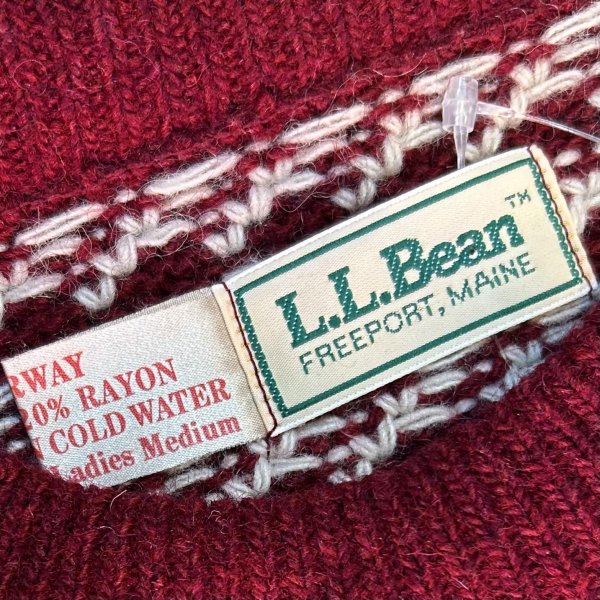 L.L.Bean™
FREEPORT, MAINE
RWAY
20% RAYON
COLD WATER
Ladies Medium